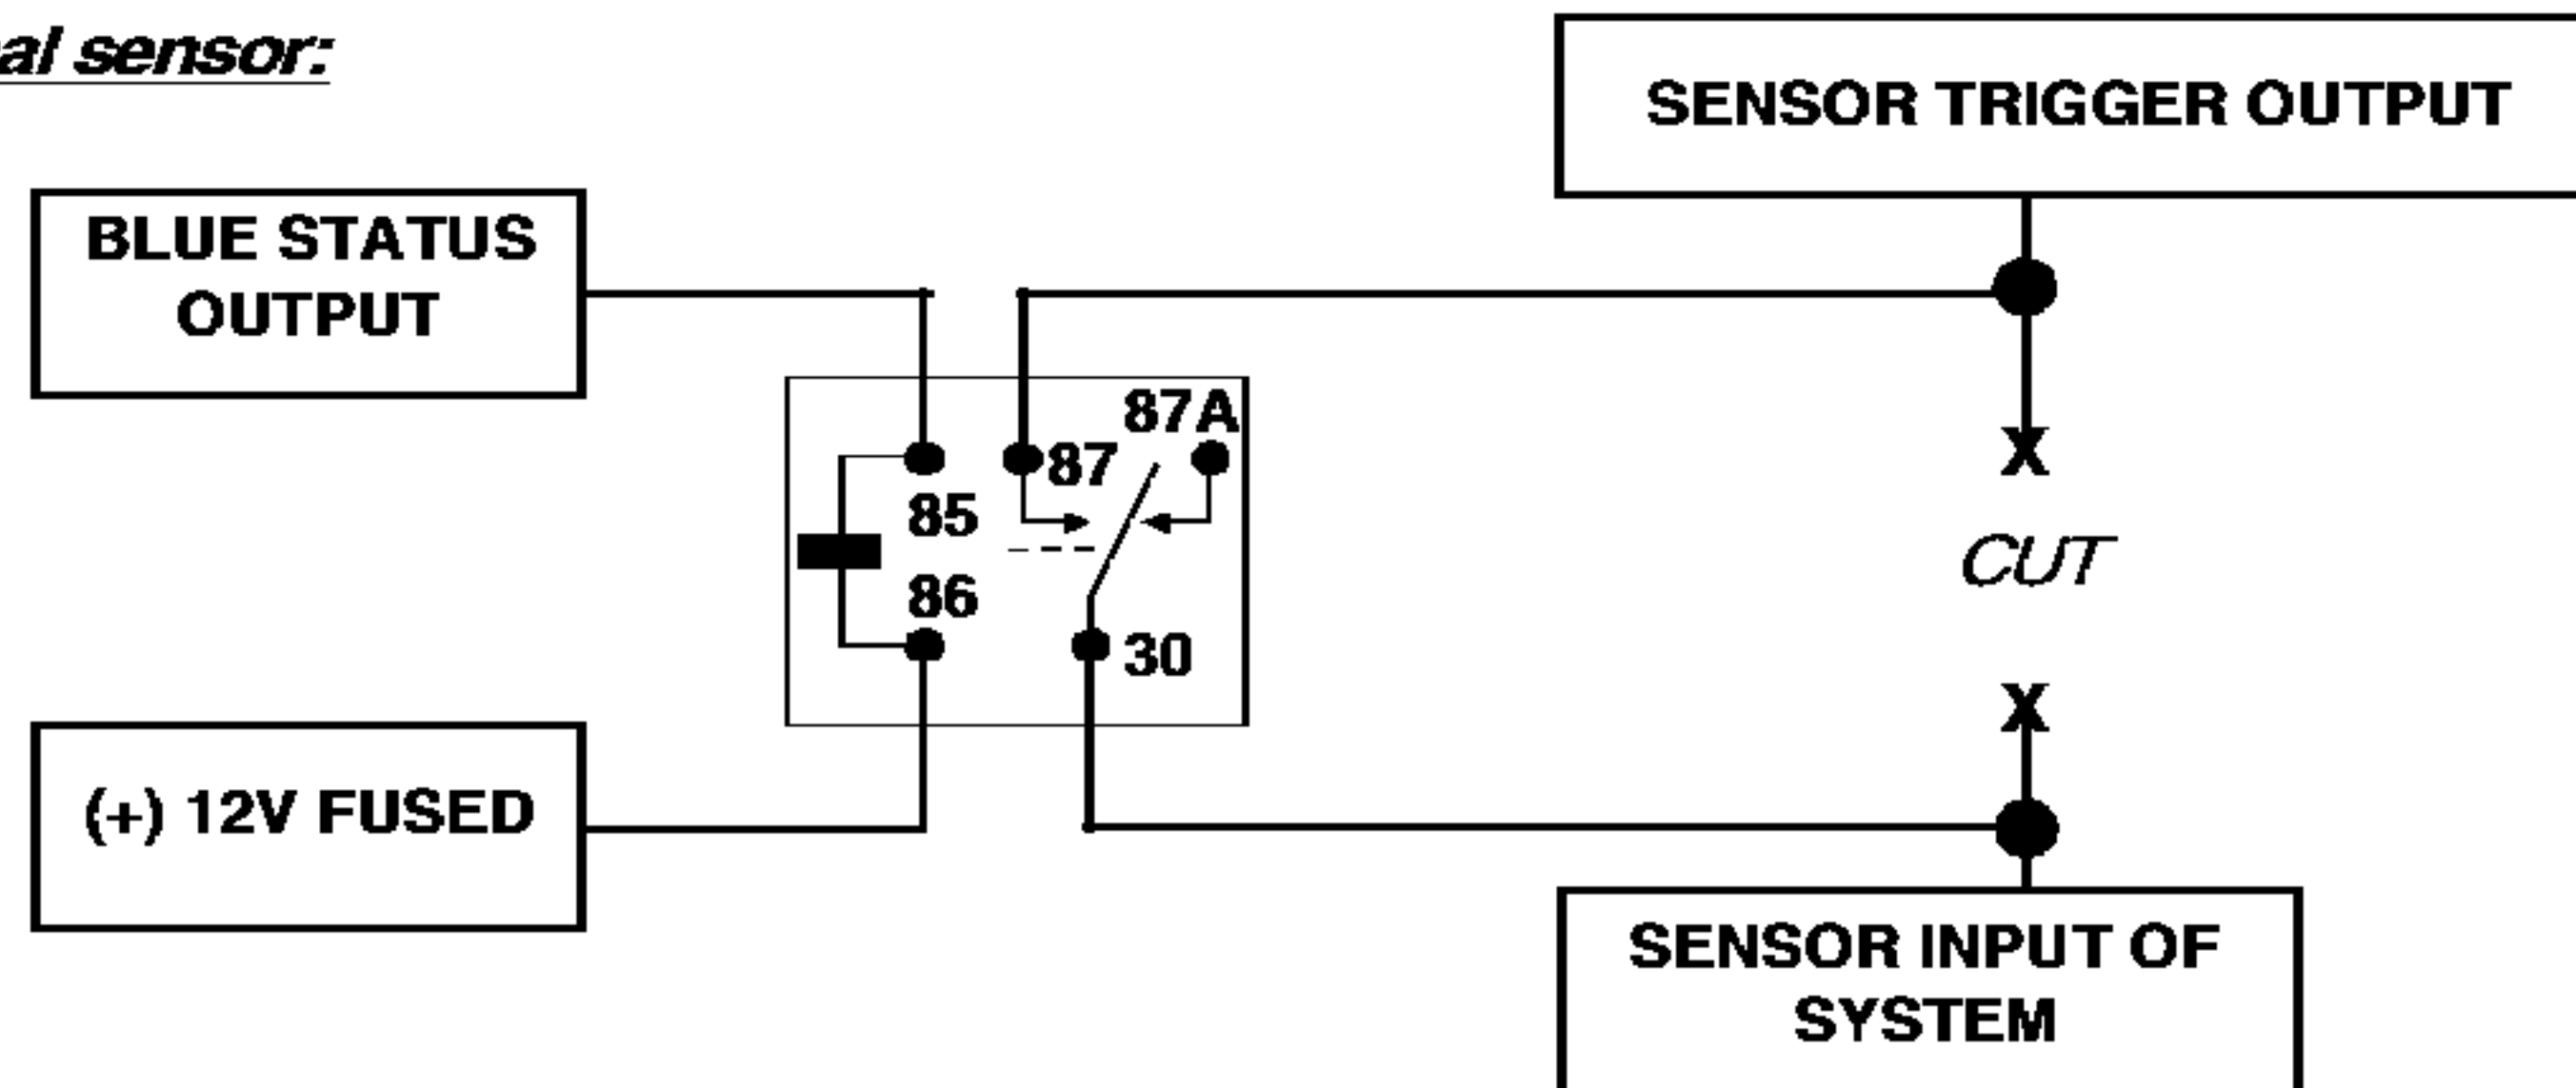 sensor:
SENSOR TRIGGER OUTPUT
BLUE STATUS
OUTPUT
87A
87
85
86
30
X
CUT
X
(+) 12V FUSED
SENSOR INPUT OF
SYSTEM